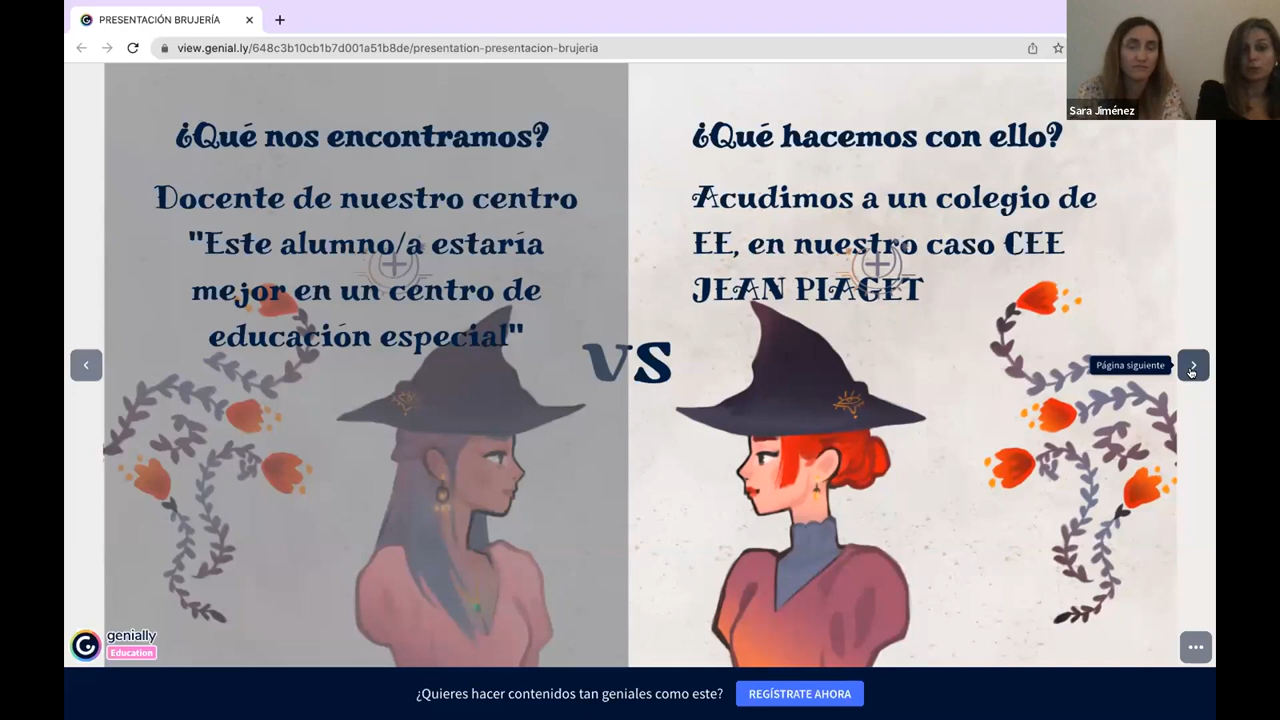 PRESENTACIÓN BRUJERÍA
view.genial.ly/648c3b10cb1b7d001a51b8de/presentation-presentacion-brujeria
Sara Jiménez
¿Qué nos encontramos?
Docente de nuestro centro
"Este alumno/a estaría
mejor en un centro de
educación especial"
vs
¿Qué hacemos con ello?
Acudimos a un colegio de
EE, en nuestro caso CEE
JEAN PIAGET
Página siguiente
genially
Education
¿Quieres hacer contenidos tan geniales como este?
REGÍSTRATE AHORA